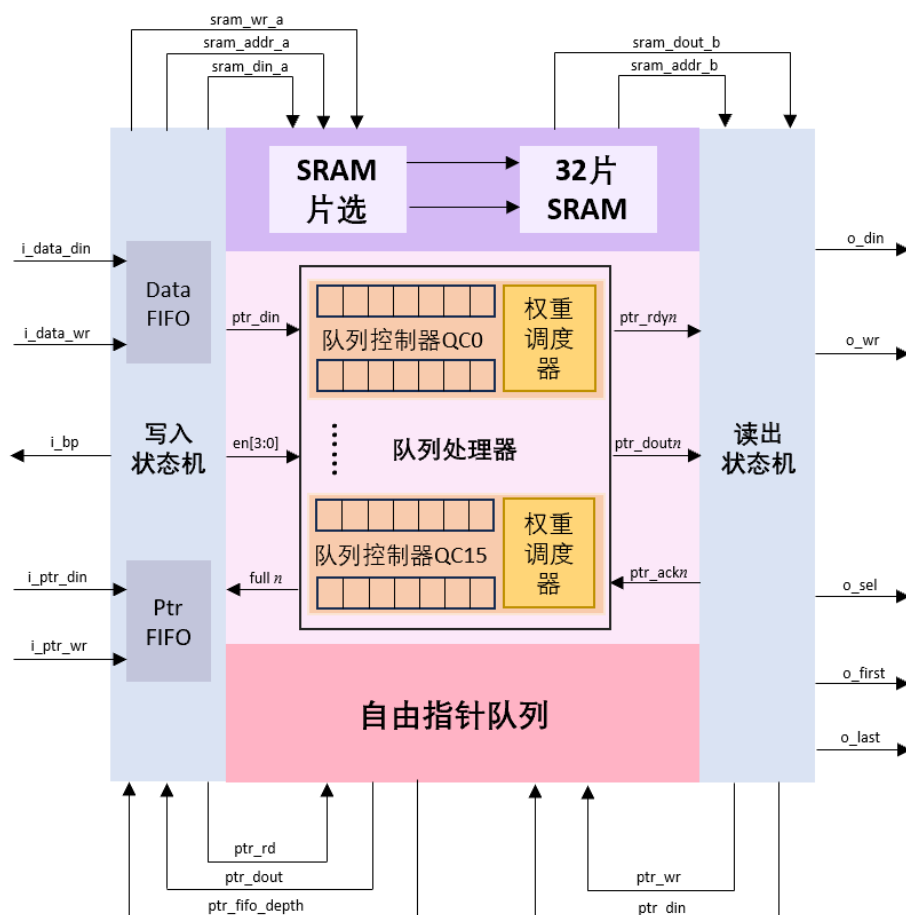 sram_wr_a
sram_addr_a
sram_din_a
sram_dout_b
sram_addr_b
SRAM
片选
32片
SRAM
i_data_din
i_data_wr
Data
FIFO
ptr_din
队列控制器QC0
权重
调度
器
ptr_rdyn
o_din
o_wr
i_bp
写入
状态机
en[3:0]
队列处理器
ptr_doutn
读出
状态机
i_ptr_din
i_ptr_wr
Ptr
FIFO
full n
队列控制器QC15
权重
调度
器
ptr_ackn
o_sel
o_first
o_last
自由指针队列
ptr_rd
ptr_dout
ptr_fifo_depth
ptr_wr
ptr_din